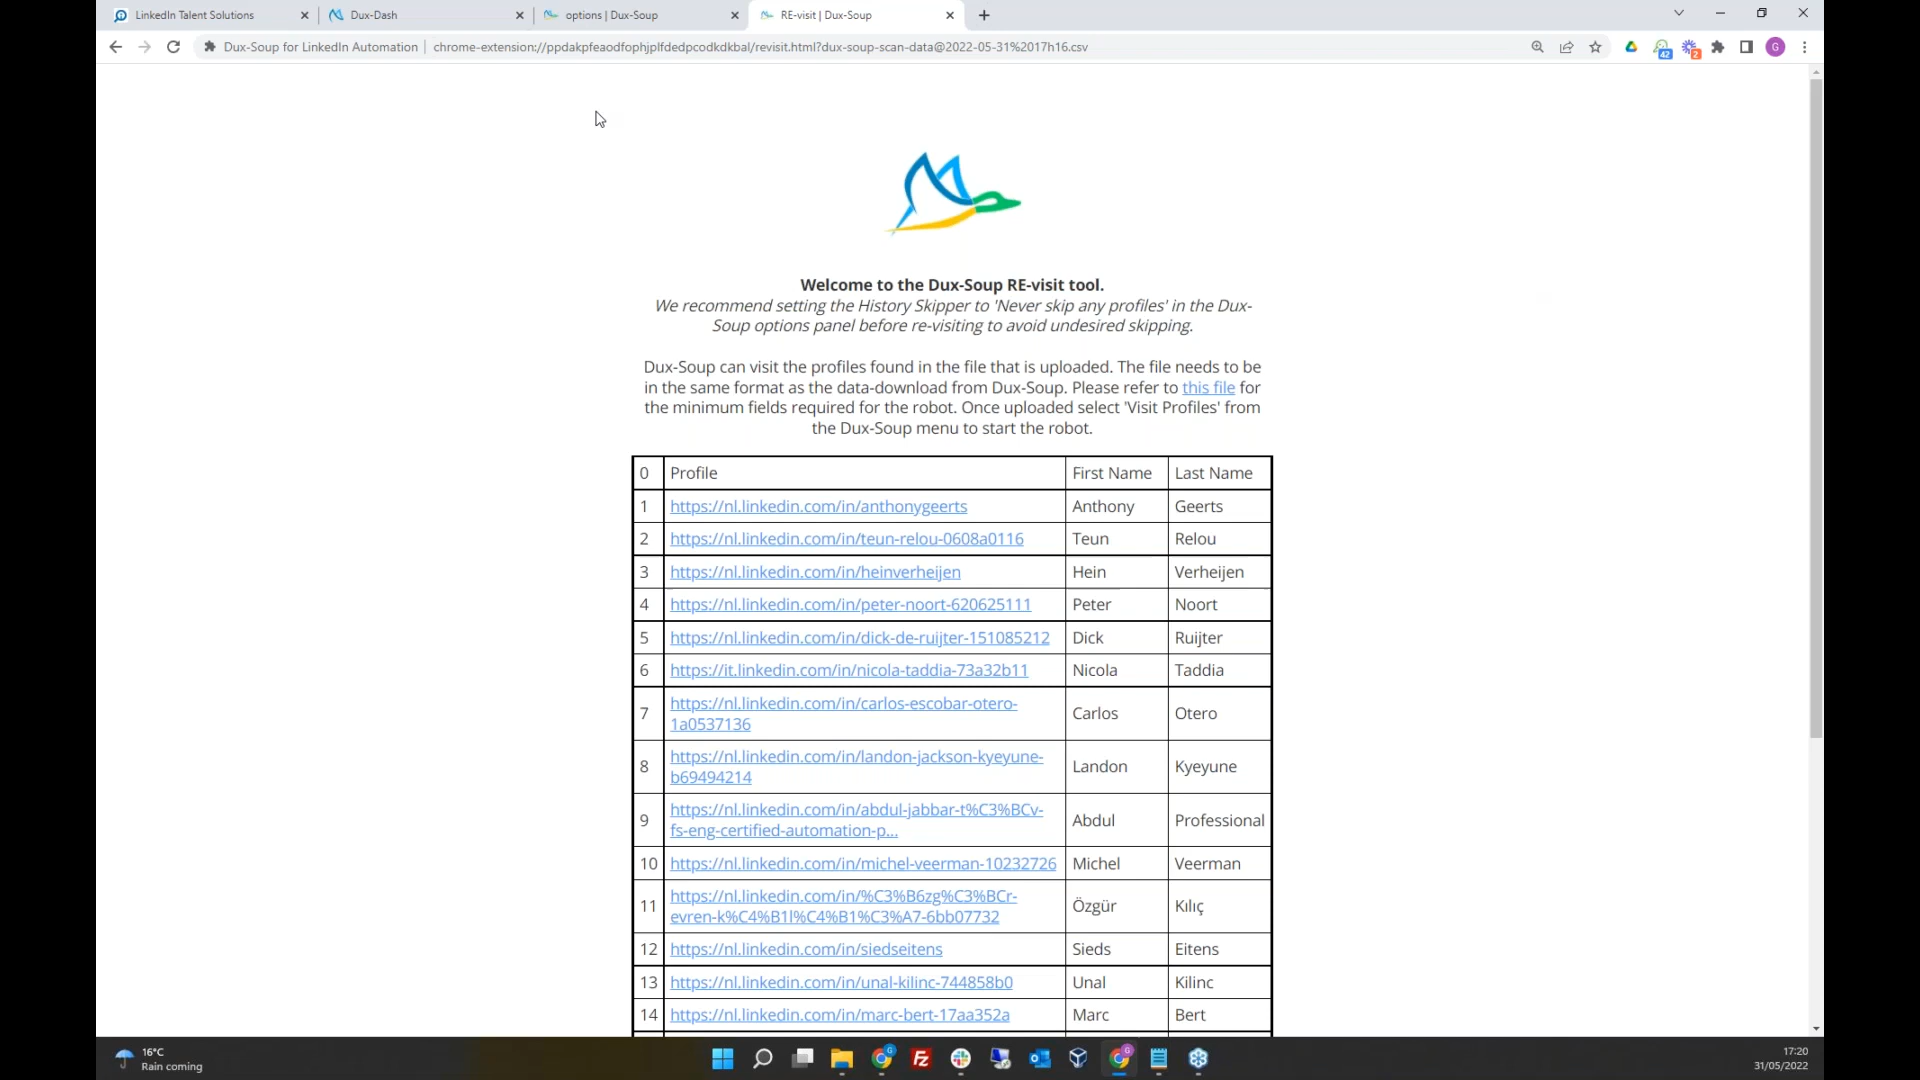 LinkedIn Talent Solutions
Dux-Dash
options | Dux-Soup
RE-visit | Dux-Soup
Dux-Soup for LinkedIn Automation | chrome-extension://ppdakpfeaodfophjplfdedpcodkdkbal/revisit.html?dux-soup-scan-data@2022-05-31%2017h16.csv
42
2
G
Welcome to the Dux-Soup RE-visit tool.
We recommend setting the History Skipper to 'Never skip any profiles' in the Dux-
Soup options panel before re-visiting to avoid undesired skipping.
Dux-Soup can visit the profiles found in the file that is uploaded. The file needs to be
in the same format as the data-download from Dux-Soup. Please refer to this file for
the minimum fields required for the robot. Once uploaded select 'Visit Profiles' from
the Dux-Soup menu to start the robot.
0 Profile First Name Last Name
1 https://nl.linkedin.com/in/anthonygeerts Anthony Geerts
2 https://nl.linkedin.com/in/teun-relou-0608a0116 Teun Relou
3 https://nl.linkedin.com/in/heinverheijen Hein Verheijen
4 https://nl.linkedin.com/in/peter-noort-620625111 Peter Noort
5 https://nl.linkedin.com/in/dick-de-ruijter-151085212 Dick Ruijter
6 https://it.linkedin.com/in/nicola-taddia-73a32b11 Nicola Taddia
7 https://nl.linkedin.com/in/carlos-escobar-otero-
1a0537136 Carlos Otero
8 https://nl.linkedin.com/in/landon-jackson-kyeyune-
b69494214 Landon Kyeyune
9 https://nl.linkedin.com/in/abdul-jabbar-t%C3%BCv-
fs-eng-certified-automation-p... Abdul Professional
10 https://nl.linkedin.com/in/michel-veerman-10232726 Michel Veerman
11 https://nl.linkedin.com/in/%C3%B6zg%C3%BCr-
evren-k%C4%B1l%C4%B1%C3%A7-6bb07732 Özgür Kılıç
12 https://nl.linkedin.com/in/siedseitens Sieds Eitens
13 https://nl.linkedin.com/in/unal-kilinc-744858b0 Unal Kilinc
14 https://nl.linkedin.com/in/marc-bert-17aa352a Marc Bert
16°C
Rain coming
17:20
31/05/2022